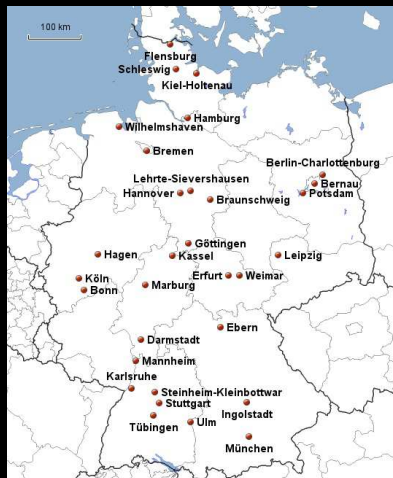 100 km
Flensburg
Schleswig
Kiel-Holtenau
Hamburg
Wilhelmshaven
Bremen
Berlin-Charlottenburg
Lehrte-Sievershausen
Bernau
Hannover
Potsdam
Braunschweig
Göttingen
Hagen
Kassel
Leipzig
Köln
Erfurt
Weimar
Bonn
Marburg
Ebern
Darmstadt
Mannheim
Karlsruhe
Steinheim-Kleinbottwar
Stuttgart
Ingolstadt
Tübingen
Ulm
München